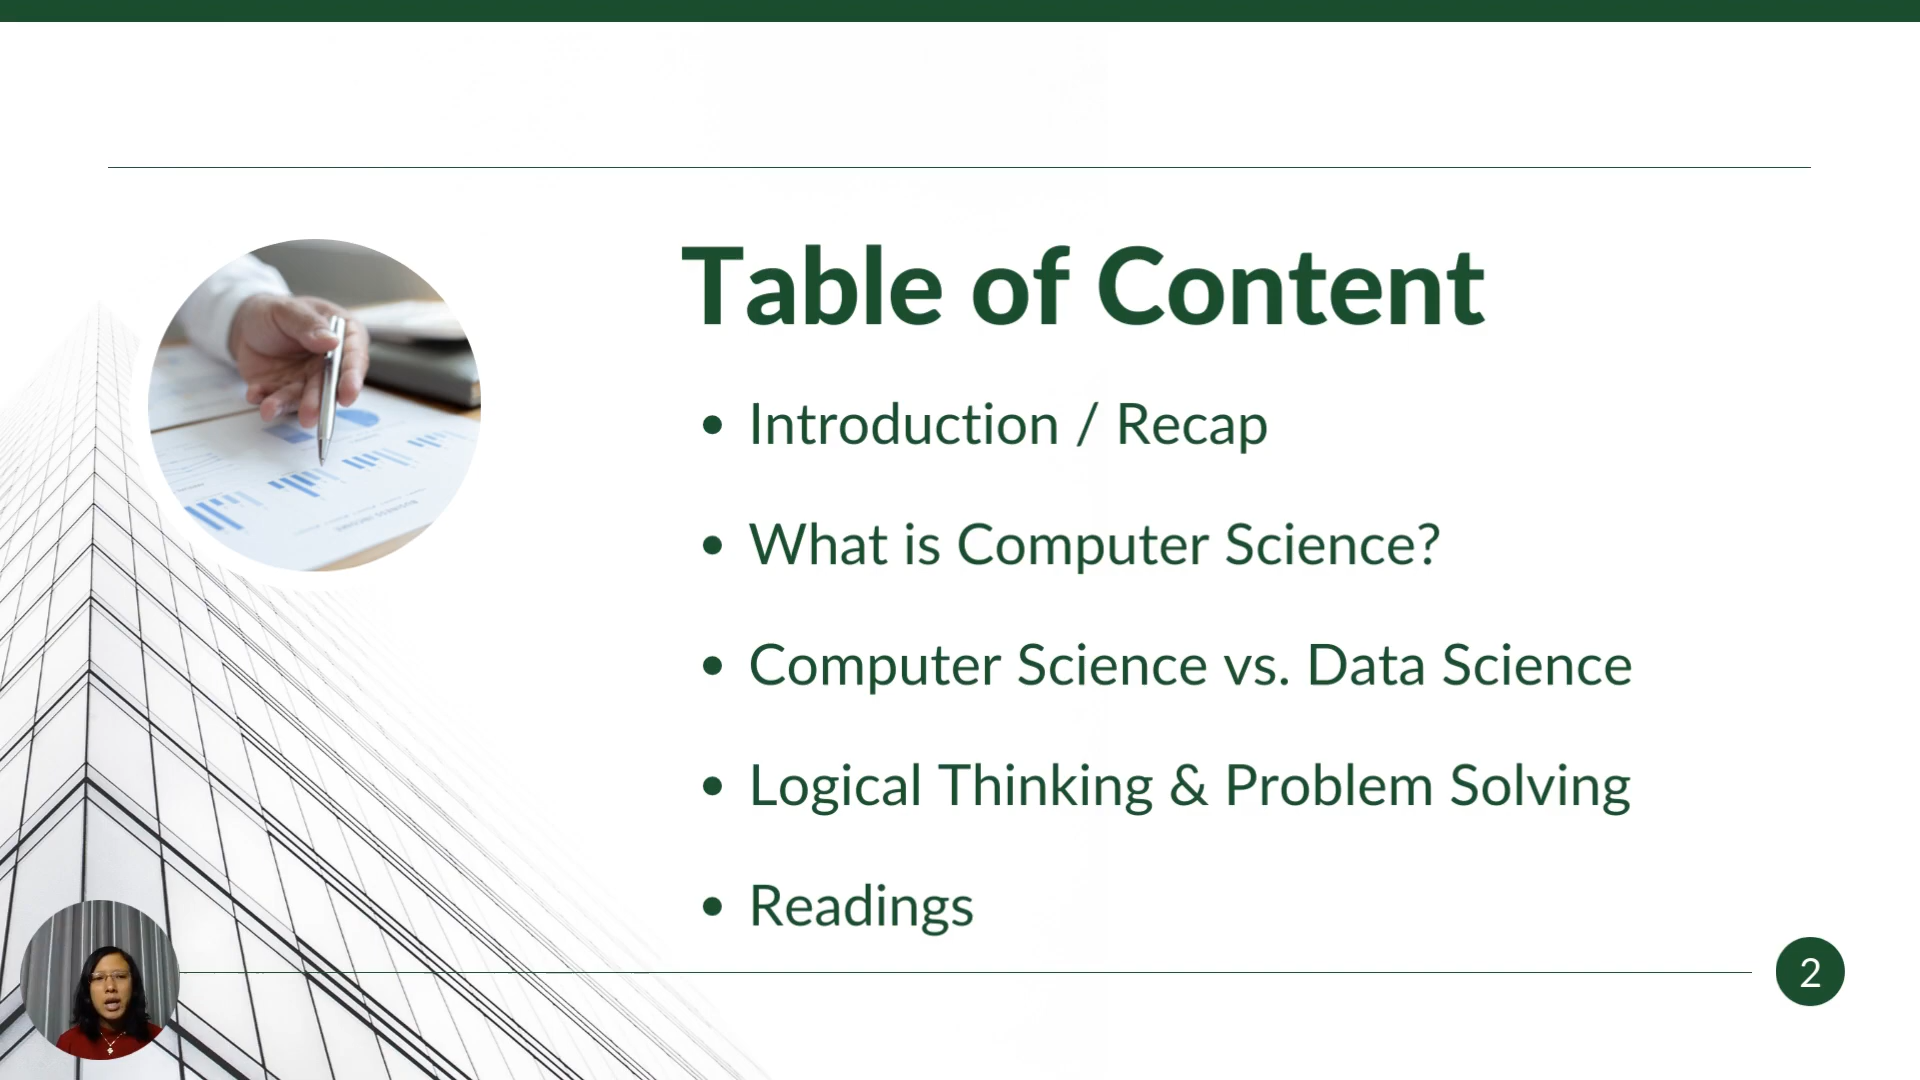 Table of Content
• Introduction / Recap
• What is Computer Science?
• Computer Science vs. Data Science
• Logical Thinking & Problem Solving
• Readings
2